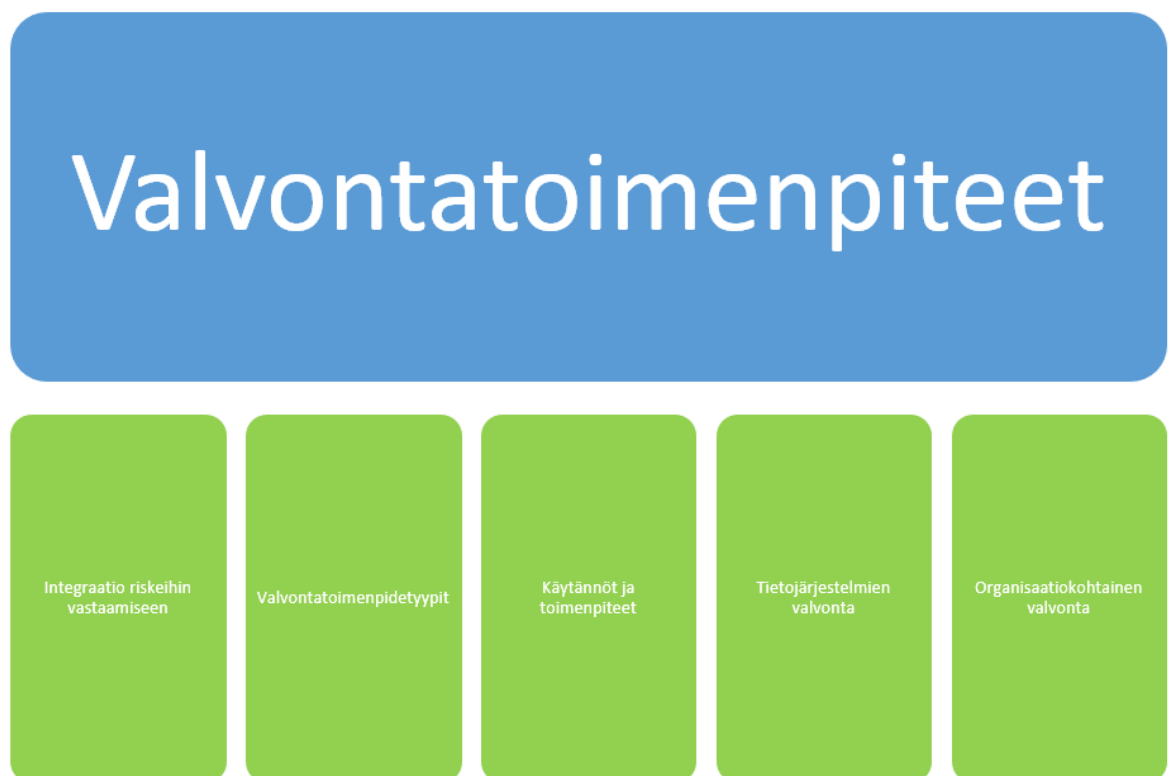 Valvontatoimenpiteet
Integraatio riskeihin
vastaamiseen
Valvontatoimenpidetyypit
Käytännöt ja
toimenpiteet
Tietojärjestelmien
valvonta
Organisaatiokohtainen
valvonta